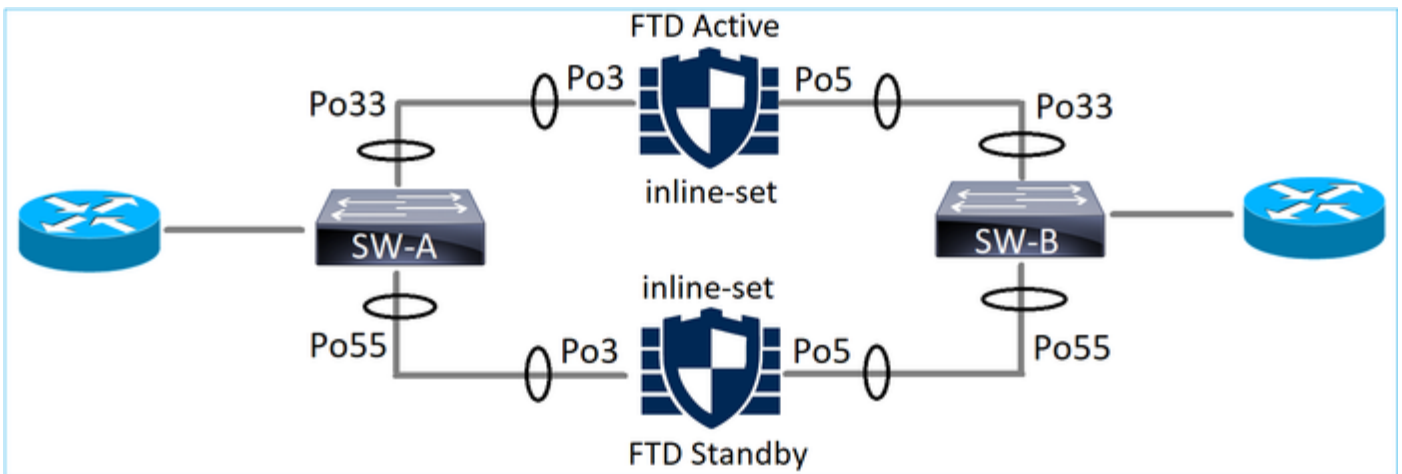 FTD Active
Po3
Po5
Po33
Po33
inline-set
SW-A
SW-B
inline-set
Po55
Po3
Po5
Po55
FTD Standby